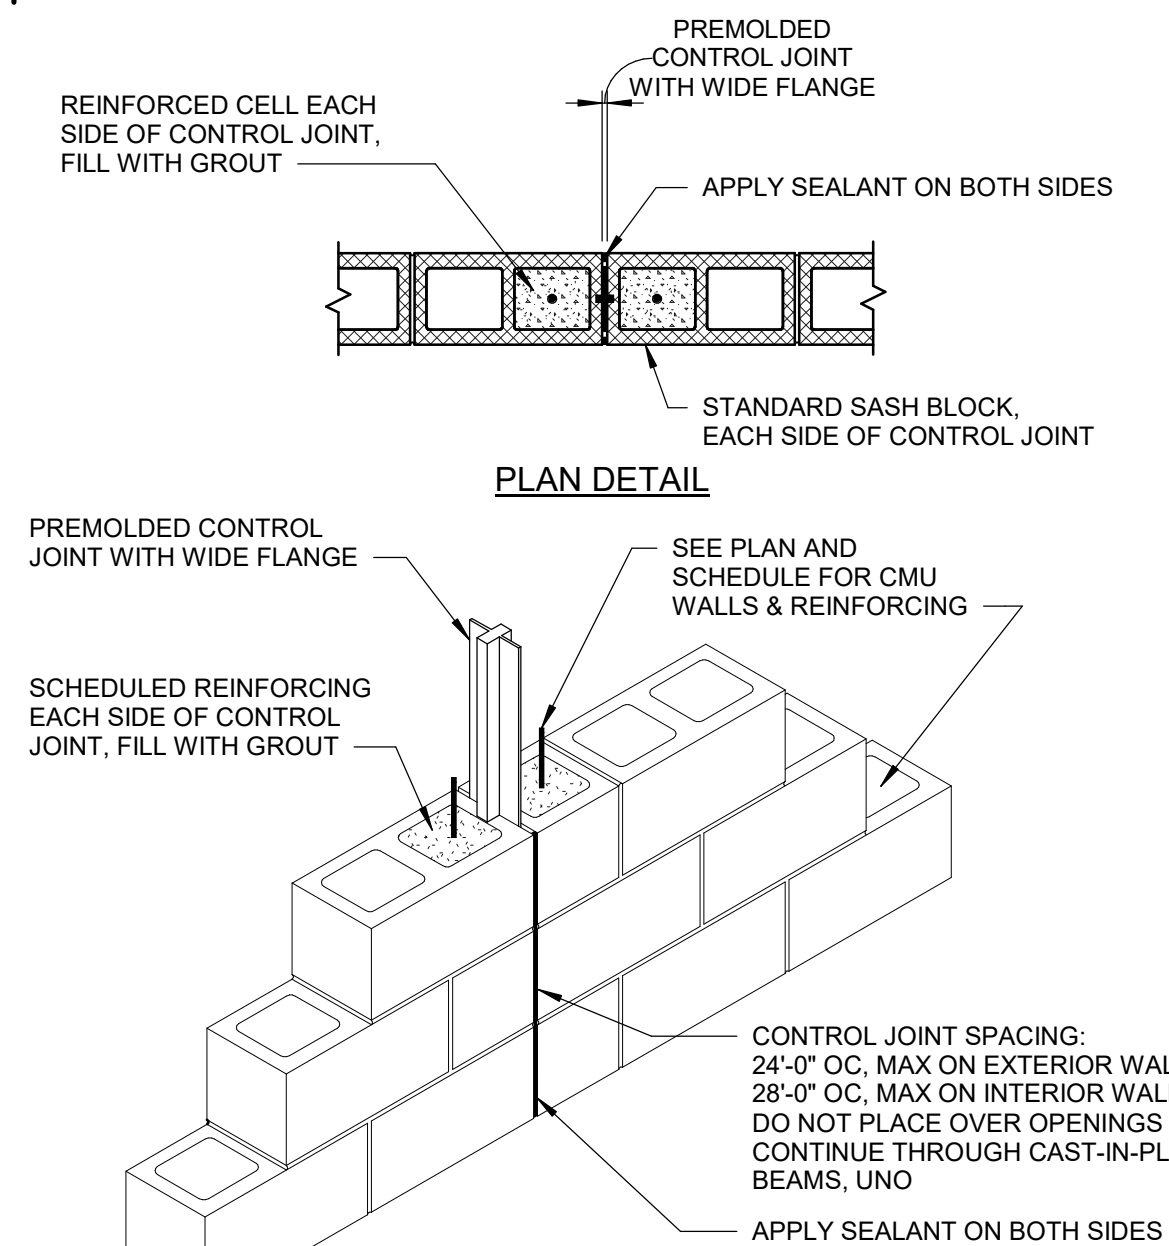 PREMOLDED
CONTROL JOINT
WITH WIDE FLANGE
REINFORCED CELL EACH
SIDE OF CONTROL JOINT,
FILL WITH GROUT
APPLY SEALANT ON BOTH SIDES
STANDARD SASH BLOCK,
EACH SIDE OF CONTROL JOINT
PLAN DETAIL
PREMOLDED CONTROL
JOINT WITH WIDE FLANGE
SEE PLAN AND
SCHEDULE FOR CMU
WALLS & REINFORCING
SCHEDULED REINFORCING
EACH SIDE OF CONTROL
JOINT, FILL WITH GROUT
CONTROL JOINT SPACING:
24'-0" OC, MAX ON EXTERIOR
28'-0" OC, MAX ON INTERIOR
DO NOT PLACE OVER OPENINGS
CONTINUE THROUGH
BEAMS, UNO
APPLY SEALANT ON BOTH SIDES